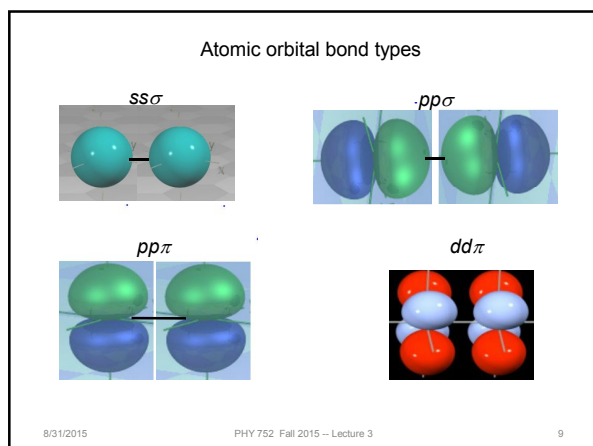 Atomic orbital bond types
ssσ
ppσ
y
y
x
ppπ
ddπ
8/31/2015 PHY 752 Fall 2015 -- Lecture 3 9